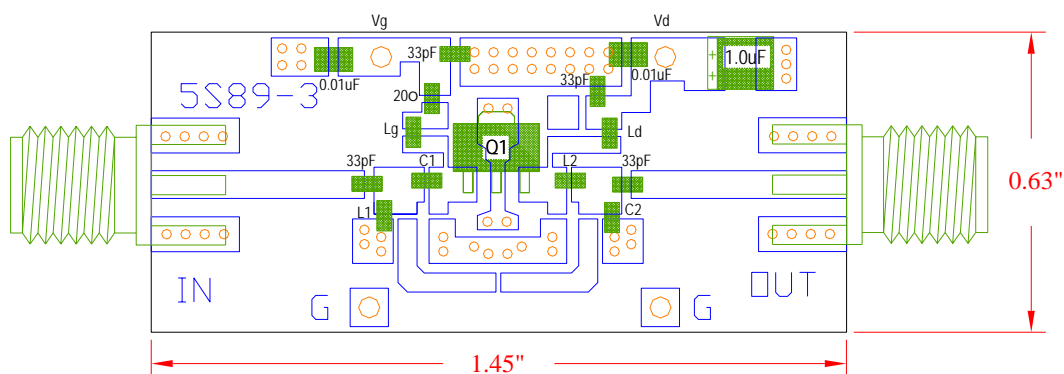 Vg
Vd
33pF
0.01uF
33pF
0.01uF
1.0uF
5S89-3
20O
Lg
Q1
Ld
33pF
C1
L2
33pF
L1
C2
0.63"
IN
G
G
OUT
1.45"